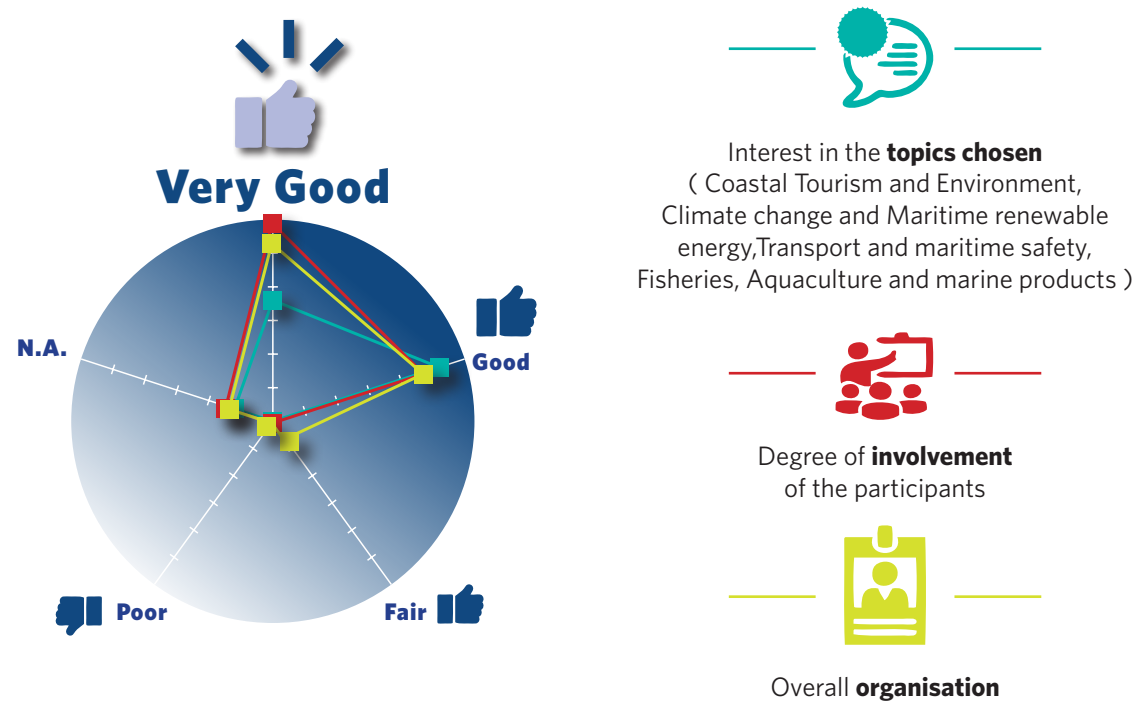 Very Good
N.A.
Good
Poor
Fair
Interest in the topics chosen
( Coastal Tourism and Environment,
Climate change and Maritime renewable
energy,Transport and maritime safety,
Fisheries, Aquaculture and marine products )
Degree of involvement
of the participants
Overall organisation